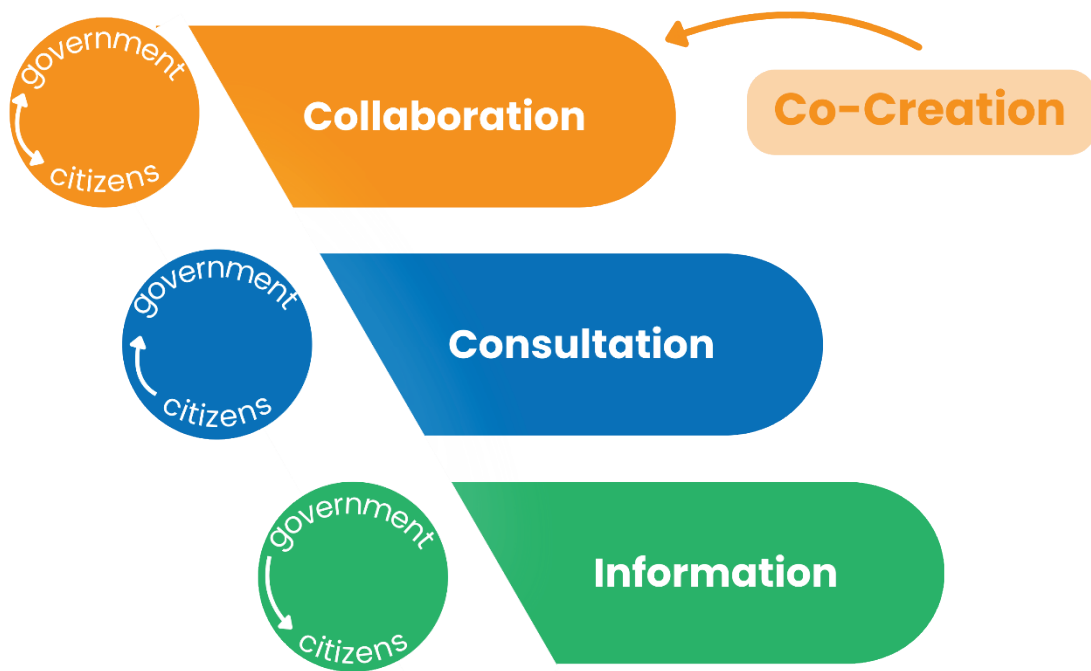 government
citizens
Collaboration
Co-Creation
government
citizens
Consultation
government
citizens
Information